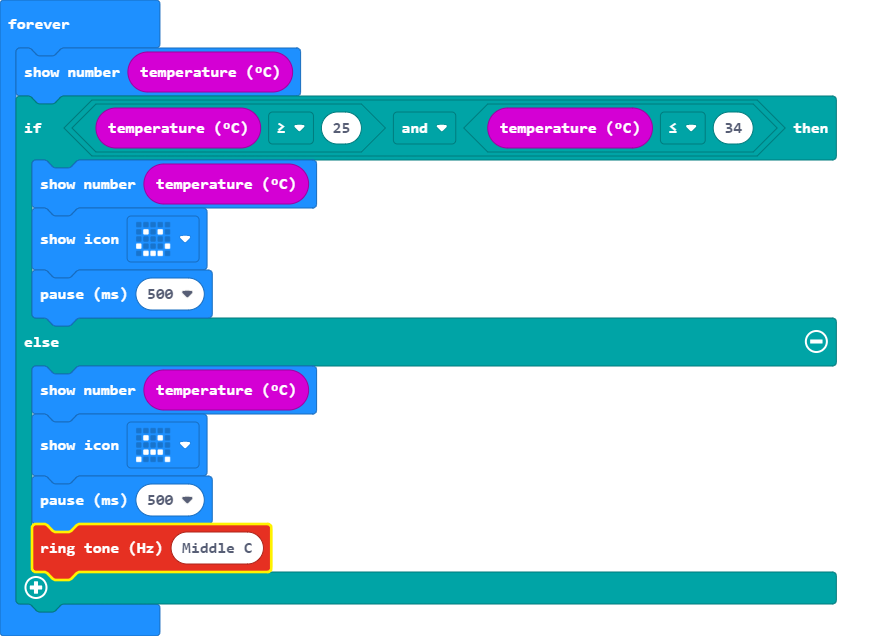 forever
show number temperature (ºC)
if temperature (ºC) ≥ 25 and temperature (ºC) ≤ 34 then
show number temperature (ºC)
show icon
pause (ms) 500
else
show number temperature (ºC)
show icon
pause (ms) 500
ring tone (Hz) Middle C